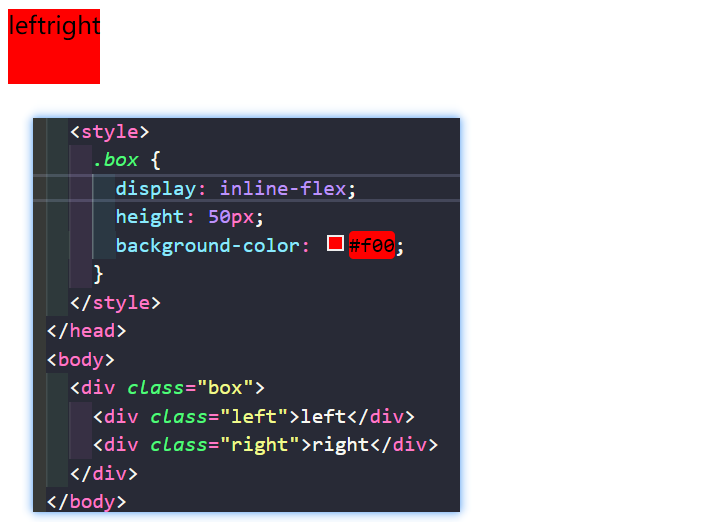 leftright
<style>
.box {
display: inline-flex;
height: 50px;
background-color: #f00;
}
</style>
</head>
<body>
<div class="box">
<div class="left">left</div>
<div class="right">right</div>
</div>
</body>